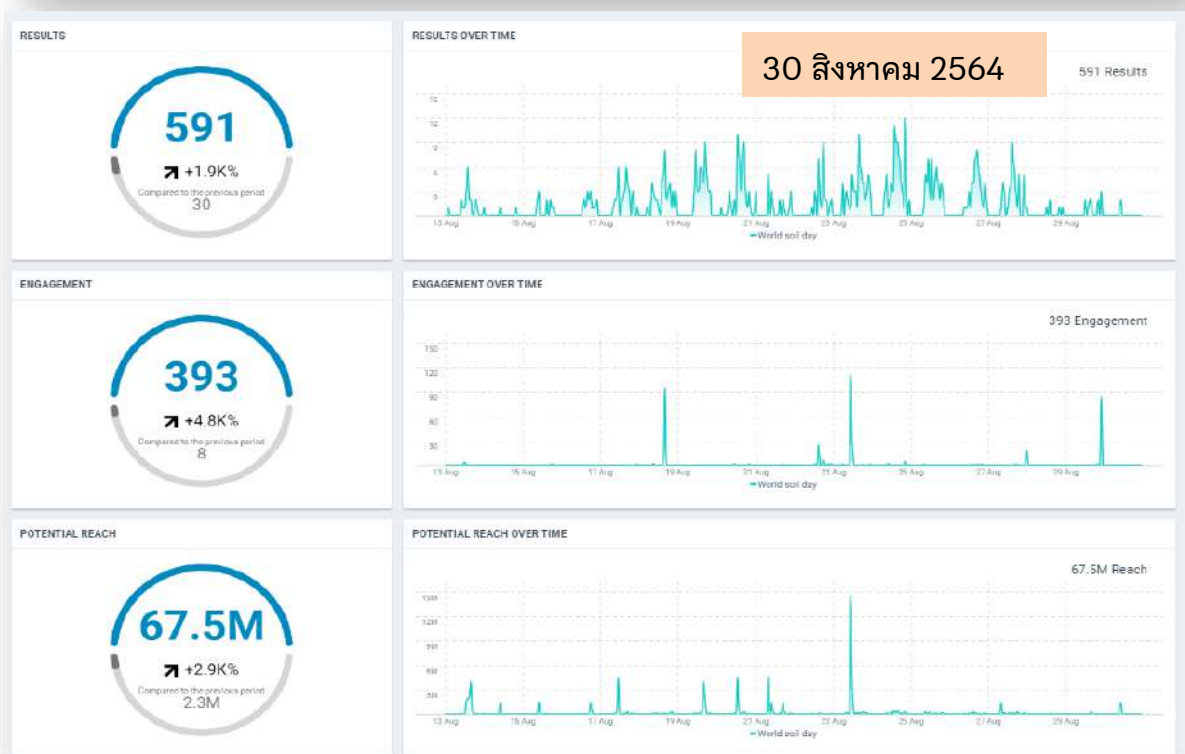 RESULTS
591
+1.9K%
Compared to the previous period
30
RESULTS OVER TIME
30 สิงหาคม 2564
591 Results
15
12
9
6
3
13 Aug
15 Aug
17 Aug
19 Aug
21 Aug
23 Aug
25 Aug
27 Aug
29 Aug
World soil day
ENGAGEMENT
393
+4.8K%
Compared to the previous period
8
ENGAGEMENT OVER TIME
393 Engagement
150
120
90
60
30
13 Aug
15 Aug
17 Aug
19 Aug
21 Aug
23 Aug
25 Aug
27 Aug
29 Aug
World soil day
POTENTIAL REACH
67.5M
+2.9K%
Compared to the previous period
2.3M
POTENTIAL REACH OVER TIME
67.5M Reach
13 Aug
15 Aug
17 Aug
19 Aug
21 Aug
23 Aug
25 Aug
27 Aug
29 Aug
World soil day